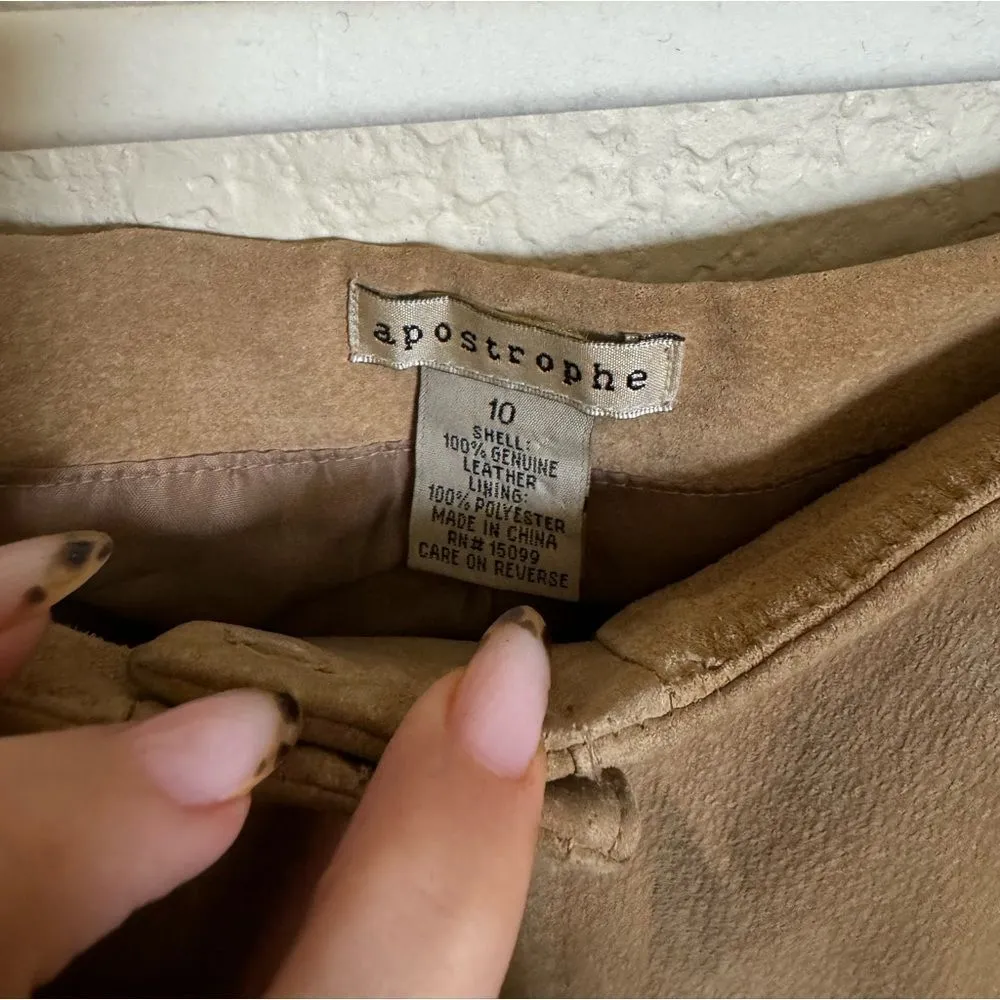 apostrophe
10
SHELL:
100% GENUINE
LEATHER
LINING:
100% POLYESTER
MADE IN CHINA
RN# 15099
CARE ON REVERSE